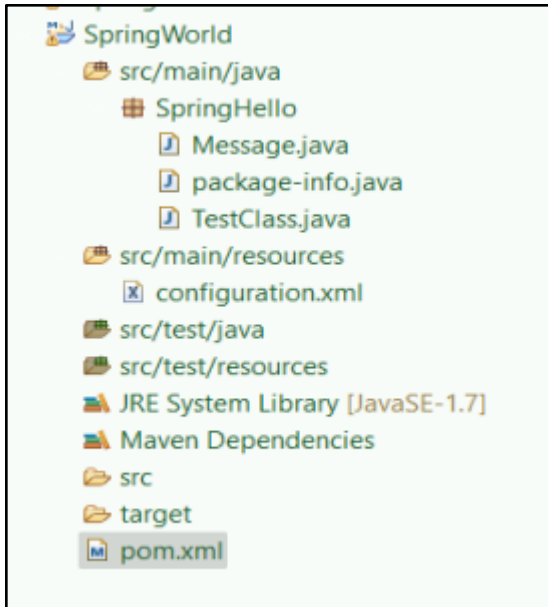 SpringWorld
src/main/java
SpringHello
Message.java
package-info.java
TestClass.java
src/main/resources
configuration.xml
src/test/java
src/test/resources
JRE System Library [JavaSE-1.7]
Maven Dependencies
src
target
pom.xml